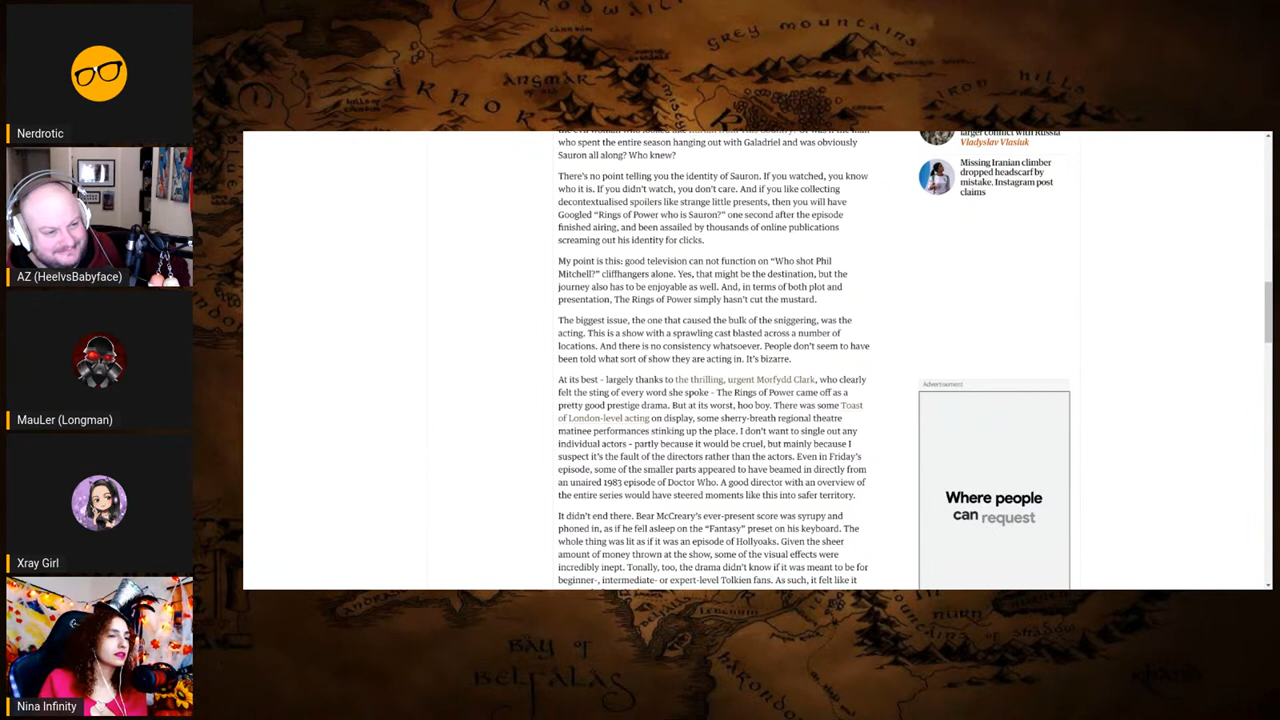 RODWAITH
GREY MOUNTAINS
CARN DÛM
ANGMAR
ARNOR
IRON HILLS
Nerdrotic
AZ (HeelvsBabyface)
MauLer (Longman)
Xray Girl
Nina Infinity
who spent the entire season hanging out with Galadriel and was obviously
Sauron all along? Who knew?
There's no point telling you the identity of Sauron. If you watched, you know
who it is. If you didn't watch, you don't care. And if you like collecting
decontextualised spoilers like strange little presents, then you will have
Googled “Rings of Power who is Sauron?” one second after the episode
finished airing, and been assailed by thousands of online publications
screaming out his identity for clicks.
My point is this: good television can not function on “Who shot Phil
Mitchell?” cliffhangers alone. Yes, that might be the destination, but the
journey also has to be enjoyable as well. And, in terms of both plot and
presentation, The Rings of Power simply hasn't cut the mustard.
The biggest issue, the one that caused the bulk of the sniggering, was the
acting. This is a show with a sprawling cast blasted across a number of
locations. And there is no consistency whatsoever. People don't seem to have
been told what sort of show they are acting in. It's bizarre.
At its best – largely thanks to the thrilling, urgent Morfydd Clark, who clearly
felt the sting of every word she spoke – The Rings of Power came off as a
pretty good prestige drama. But at its worst, hoo boy. There was some Toast
of London-level acting on display, some sherry-breath regional theatre
matinee performances stinking up the place. I don't want to single out any
individual actors – partly because it would be cruel, but mainly because I
suspect it's the fault of the directors rather than the actors. Even in Friday's
episode, some of the smaller parts appeared to have beamed in directly from
an unaired 1983 episode of Doctor Who. A good director with an overview of
the entire series would have steered moments like this into safer territory.
It didn't end there. Bear McCreary's ever-present score was syrupy and
phoned in, as if he fell asleep on the “Fantasy” preset on his keyboard. The
whole thing was lit as if it was an episode of Hollyoaks. Given the sheer
amount of money thrown at the show, some of the visual effects were
incredibly inept. Tonally, too, the drama didn't know if it was meant to be for
beginner-, intermediate- or expert-level Tolkien fans. As such, it felt like it
larger conflict with Russia
Vladyslav Vlasiuk
Missing Iranian climber
dropped headscarf by
mistake, Instagram post
claims
Advertisement
Where people
can request
BAY OF
BELFALAS
LEBENNIN
NURN
KHAND